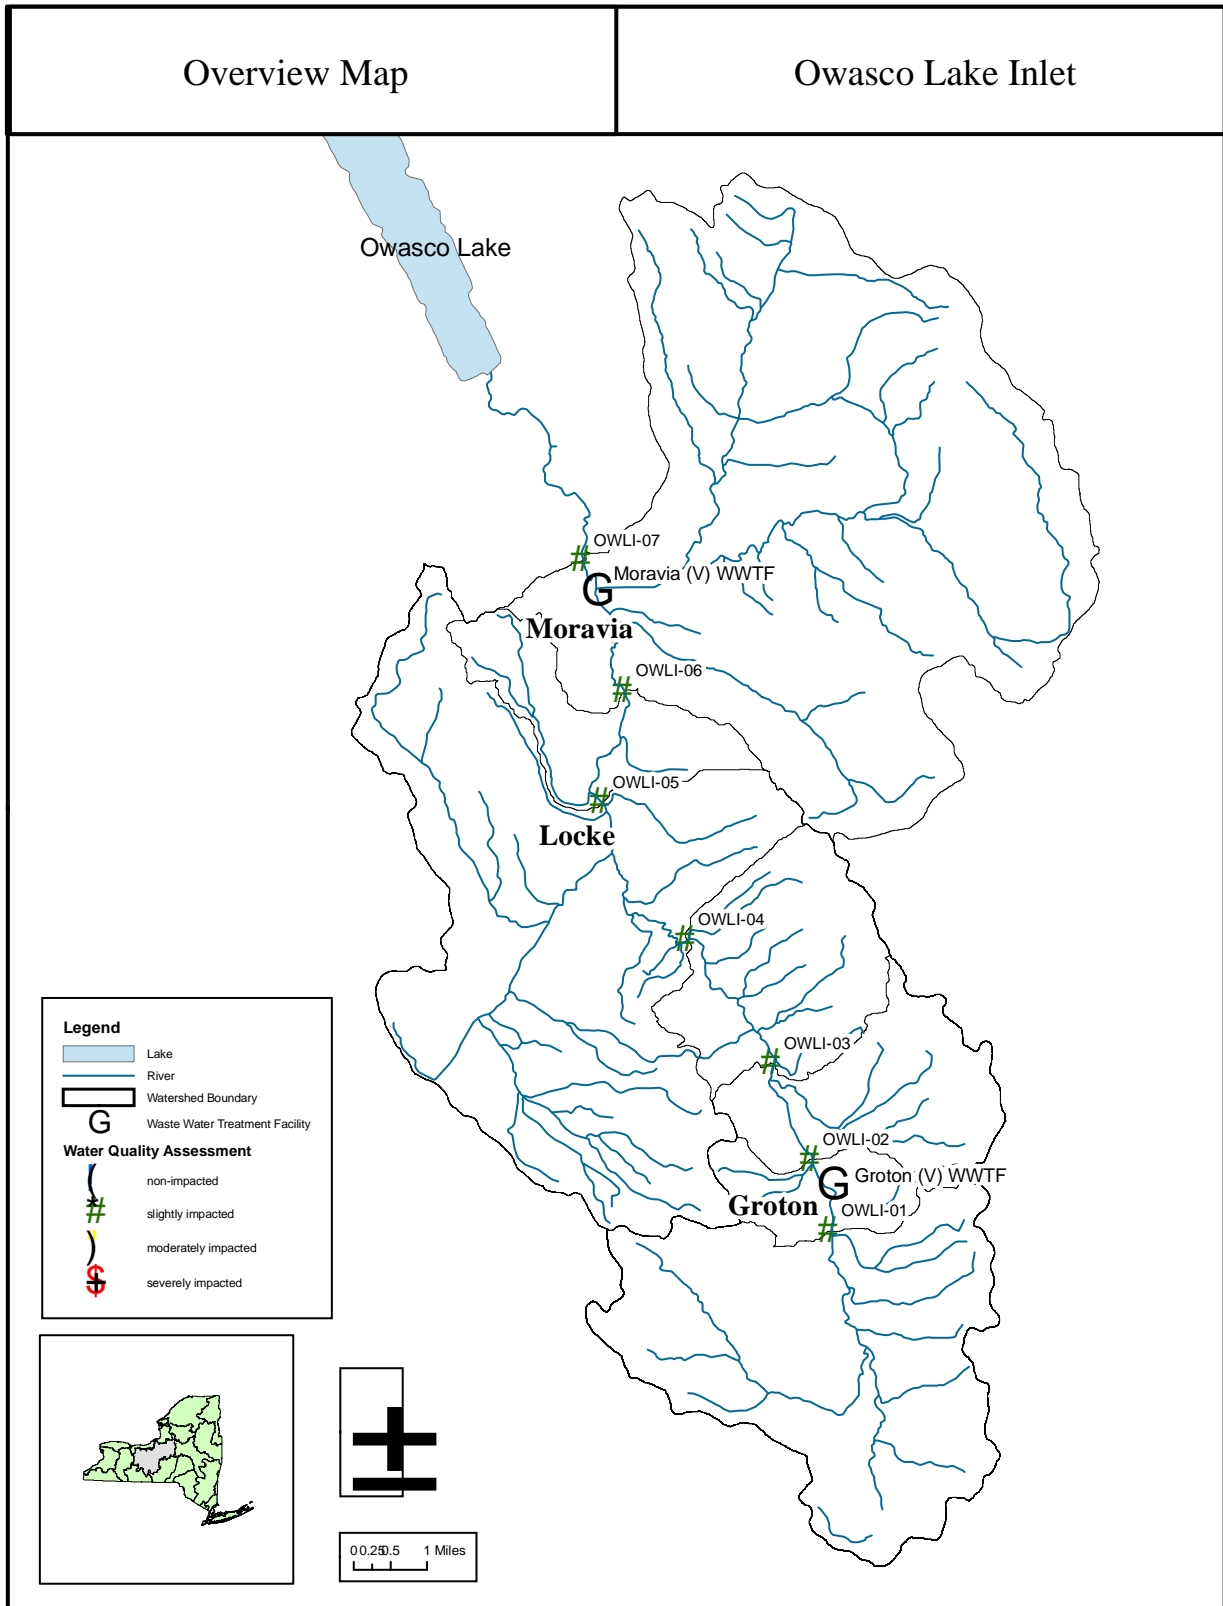 Overview Map
Owasco Lake Inlet
Owasco Lake
OWLI-07
Moravia (V) WWTF
Moravia
OWLI-06
OWLI-05
Locke
OWLI-04
OWLI-03
OWLI-02
Groton (V) WWTF
Groton
OWLI-01
Legend
Lake
River
Watershed Boundary
G Waste Water Treatment Facility
Water Quality Assessment
( non-impacted
# slightly impacted
) moderately impacted
$ severely impacted
0 0.25 0.5 1 Miles